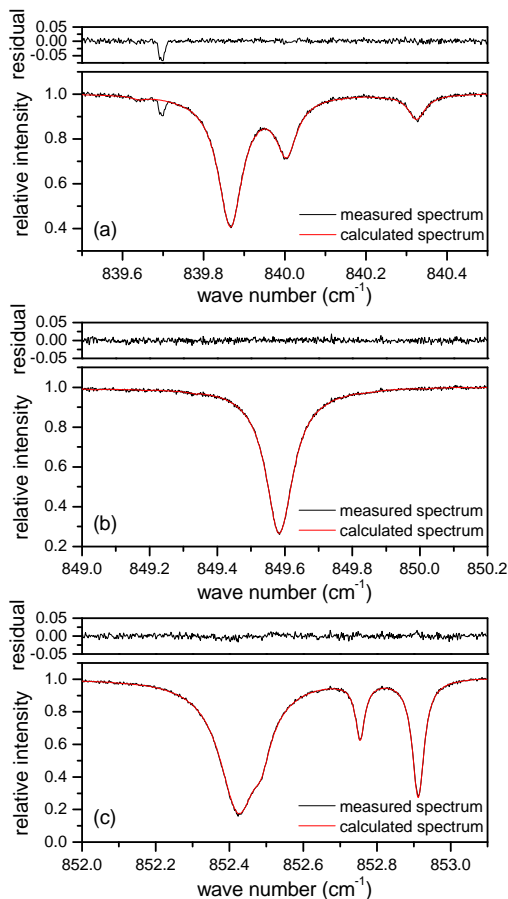 residual
0.05
0.00
-0.05
relative intensity
1.0
0.8
0.6
0.4
(a)
measured spectrum
calculated spectrum
839.6 839.8 840.0 840.2 840.4
wave number (cm⁻¹)
residual
0.05
0.00
-0.05
relative intensity
1.0
0.8
0.6
0.4
0.2
(b)
measured spectrum
calculated spectrum
849.0 849.2 849.4 849.6 849.8 850.0 850.2
wave number (cm⁻¹)
residual
0.05
0.00
-0.05
relative intensity
1.0
0.8
0.6
0.4
0.2
0.0
(c)
measured spectrum
calculated spectrum
852.0 852.2 852.4 852.6 852.8 853.0
wave number (cm⁻¹)